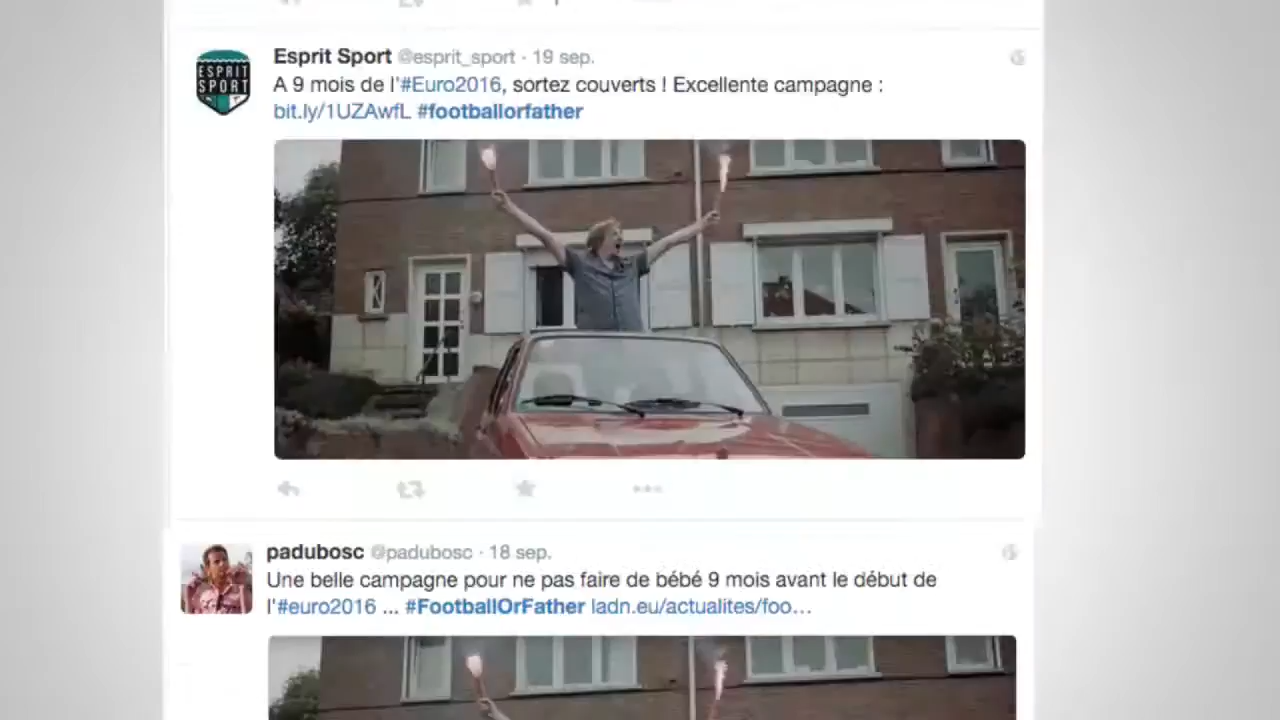 Esprit Sport @esprit_sport · 19 sep.
A 9 mois de l'#Euro2016, sortez couverts ! Excellente campagne :
bit.ly/1UZAwfL #footballorfather
ESPRIT
SPORT
padubosc @padubosc · 18 sep.
Une belle campagne pour ne pas faire de bébé 9 mois avant le début de
l'#euro2016 ... #FootballOrFather ladn.eu/actualites/foo...